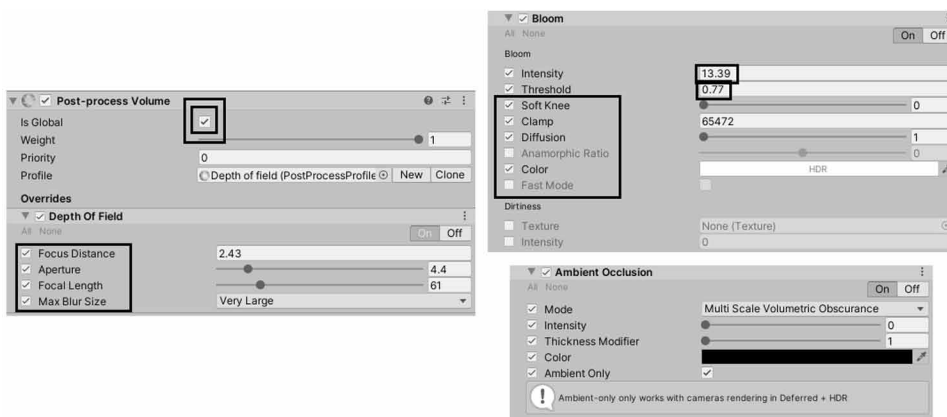 Post-process Volume
Is Global
Weight 1
Priority 0
Profile Depth of field (PostProcessProfile New Clone
Overrides
Depth Of Field
All None On Off
Focus Distance 2.43
Aperture 4.4
Focal Length 61
Max Blur Size Very Large
Bloom
All None On Off
Bloom
Intensity 13.39
Threshold 0.77
Soft Knee 0
Clamp 65472
Diffusion 1
Anamorphic Ratio 0
Color HDR
Fast Mode
Dirtiness
Texture None (Texture)
Intensity 0
Ambient Occlusion
All None On Off
Mode Multi Scale Volumetric Obscurance
Intensity 0
Thickness Modifier 1
Color
Ambient Only
Ambient-only only works with cameras rendering in Deferred + HDR